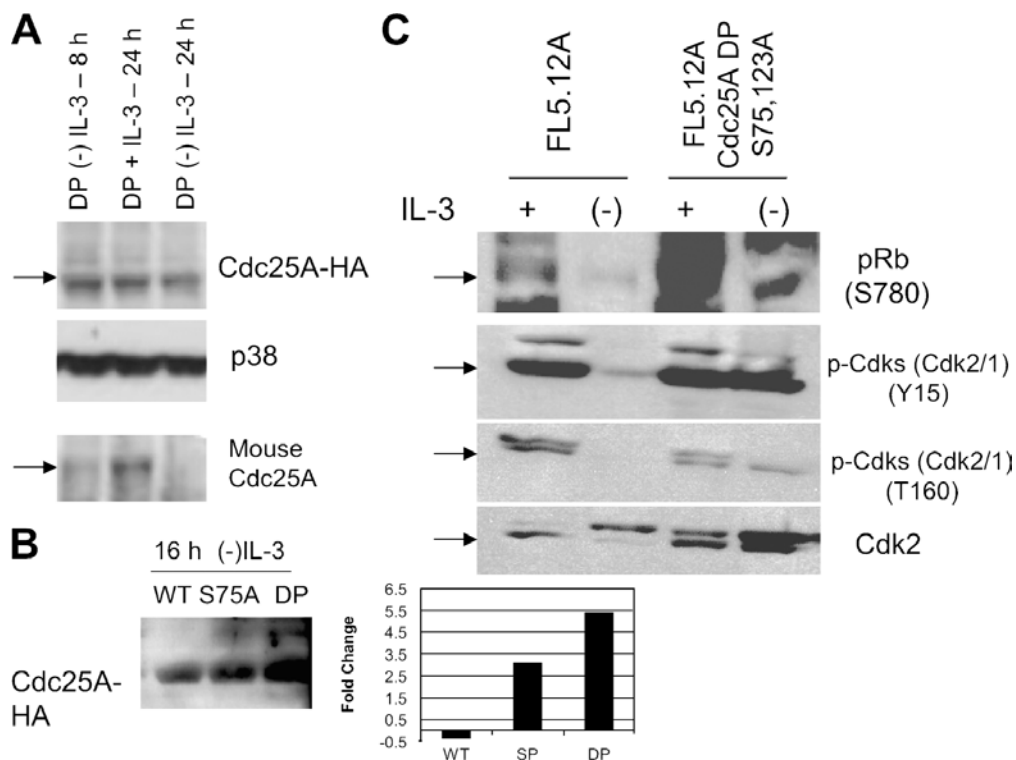 A
DP (-) IL-3 – 8 h
DP + IL-3 – 24h
DP (-) IL-3 – 24 h
Cdc25A-HA
p38
Mouse
Cdc25A
B
16 h (-)IL-3
WT S75A DP
Cdc25A-
HA
C
FL5.12A
FL5.12A
Cdc25A DP
S75,123A
IL-3 + (-) + (-)
pRb
(S780)
p-Cdks (Cdk2/1)
(Y15)
p-Cdks (Cdk2/1)
(T160)
Cdk2
Fold Change
6.5
5.5
4.5
3.5
2.5
1.5
0.5
-0.5
WT SP DP